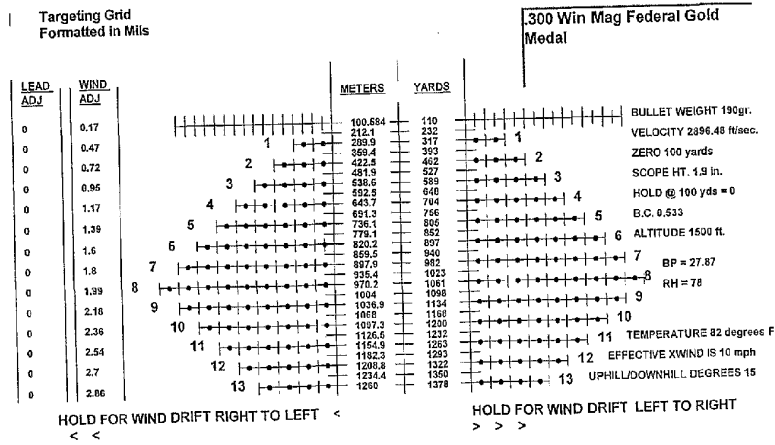 Targeting Grid
Formatted in Mils
.300 Win Mag Federal Gold
Medal
LEAD ADJ WIND ADJ METERS YARDS
100.584 110 BULLET WEIGHT 190gr.
0 0.17 212.1 232
1 289.9 317 1 VELOCITY 2896.48 ft/sec.
0 0.47 359.4 393
2 422.5 462 2 ZERO 100 yards
0 0.72 481.9 527
3 538.6 589 3 SCOPE HT. 1.9 in.
0 0.95 592.5 648
4 643.7 704 4 HOLD @ 100 yds = 0
0 1.17 691.3 756
5 736.1 805 5 B.C. 0.533
0 1.39 779.1 852
6 820.2 897 6 ALTITUDE 1500 ft.
0 1.6 859.5 940
7 897.9 982 7 BP = 27.87
0 1.8 935.4 1023
8 970.2 1061 8 RH = 78
0 1.99 1004 1098
9 1036.9 1134 9
0 2.18 1068 1168
10 1097.3 1200 10
0 2.36 1126.5 1232
11 1154.9 1263 11 TEMPERATURE 82 degrees F
0 2.54 1182.3 1293
12 1208.8 1322 12 EFFECTIVE XWIND IS 10 mph
0 2.7 1234.4 1350
13 1260 1378 13 UPHILL/DOWNHILL DEGREES 15
0 2.86
HOLD FOR WIND DRIFT RIGHT TO LEFT <
< <
HOLD FOR WIND DRIFT LEFT TO RIGHT
> > >